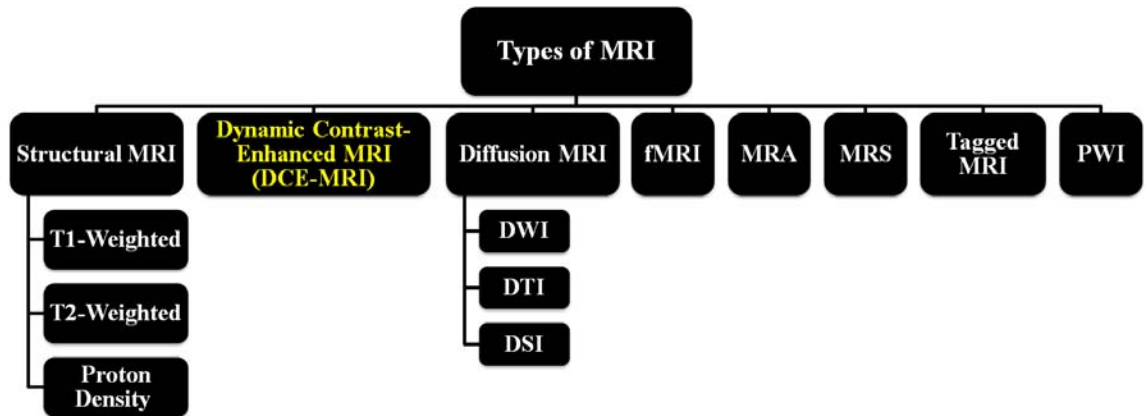 Types of MRI
Structural MRI
Dynamic Contrast-
Enhanced MRI
(DCE-MRI)
Diffusion MRI
fMRI
MRA
MRS
Tagged
MRI
PWI
T1-Weighted
T2-Weighted
Proton
Density
DWI
DTI
DSI